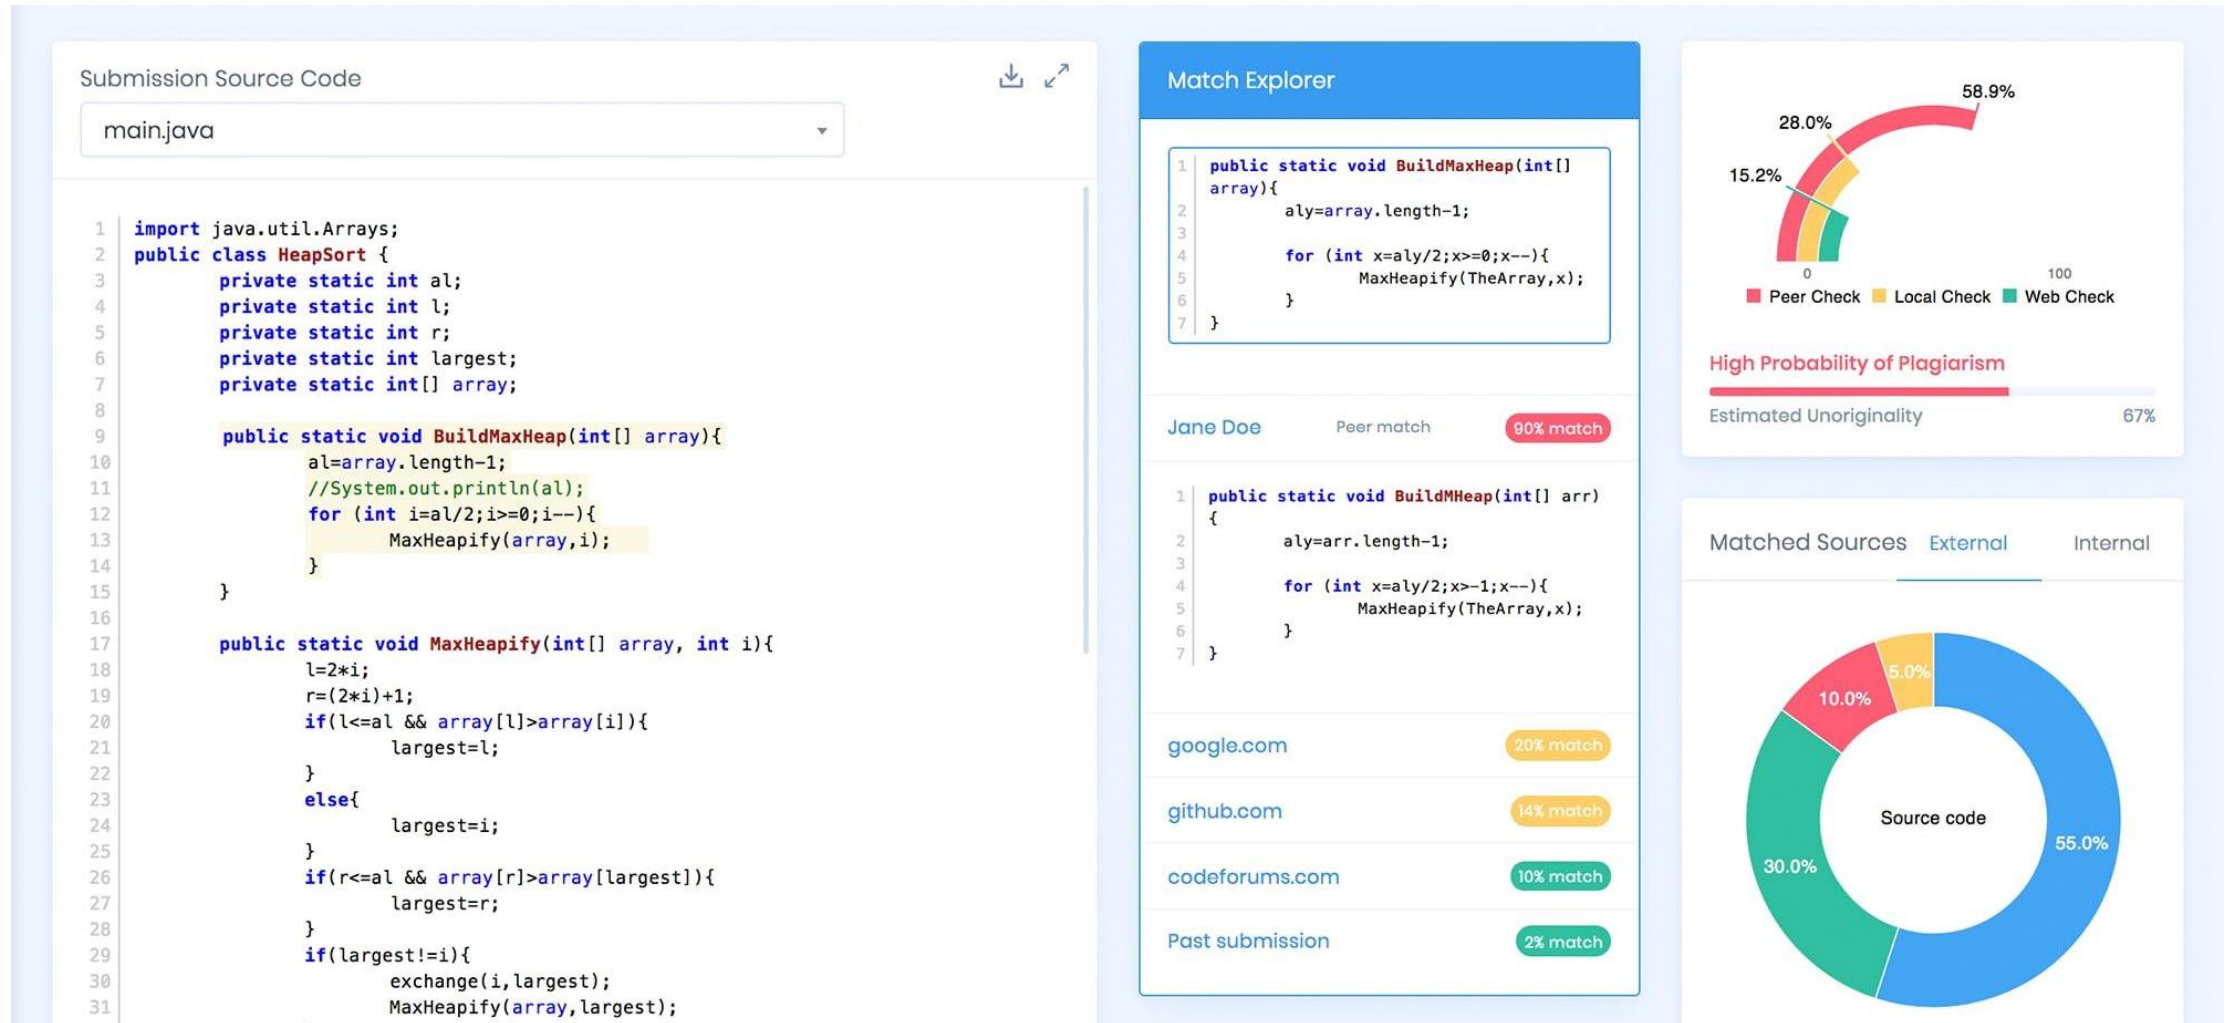 Submission Source Code
main.java
1 import java.util.Arrays;
2 public class HeapSort {
3 private static int al;
4 private static int l;
5 private static int r;
6 private static int largest;
7 private static int[] array;
8
9 public static void BuildMaxHeap(int[] array){
10 al=array.length-1;
11 //System.out.println(al);
12 for (int i=al/2;i>=0;i--){
13 MaxHeapify(array,i);
14 }
15 }
16
17 public static void MaxHeapify(int[] array, int i){
18 l=2*i;
19 r=(2*i)+1;
20 if(l<=al && array[l]>array[i]){
21 largest=l;
22 }
23 else{
24 largest=i;
25 }
26 if(r<=al && array[r]>array[largest]){
27 largest=r;
28 }
29 if(largest!=i){
30 exchange(i,largest);
31 MaxHeapify(array,largest);
Match Explorer
1 public static void BuildMaxHeap(int[]
array){
2 aly=array.length-1;
3
4 for (int x=aly/2;x>=0;x--){
5 MaxHeapify(TheArray,x);
6 }
7 }
Jane Doe Peer match 90% match
1 public static void BuildMHeap(int[] arr)
{
2 aly=arr.length-1;
3
4 for (int x=aly/2;x>-1;x--){
5 MaxHeapify(TheArray,x);
6 }
7 }
google.com 20% match
github.com 14% match
codeforums.com 10% match
Past submission 2% match
58.9%
28.0%
15.2%
0 100
Peer Check Local Check Web Check
High Probability of Plagiarism
Estimated Unoriginality 67%
Matched Sources External Internal
5.0%
10.0%
Source code
55.0%
30.0%